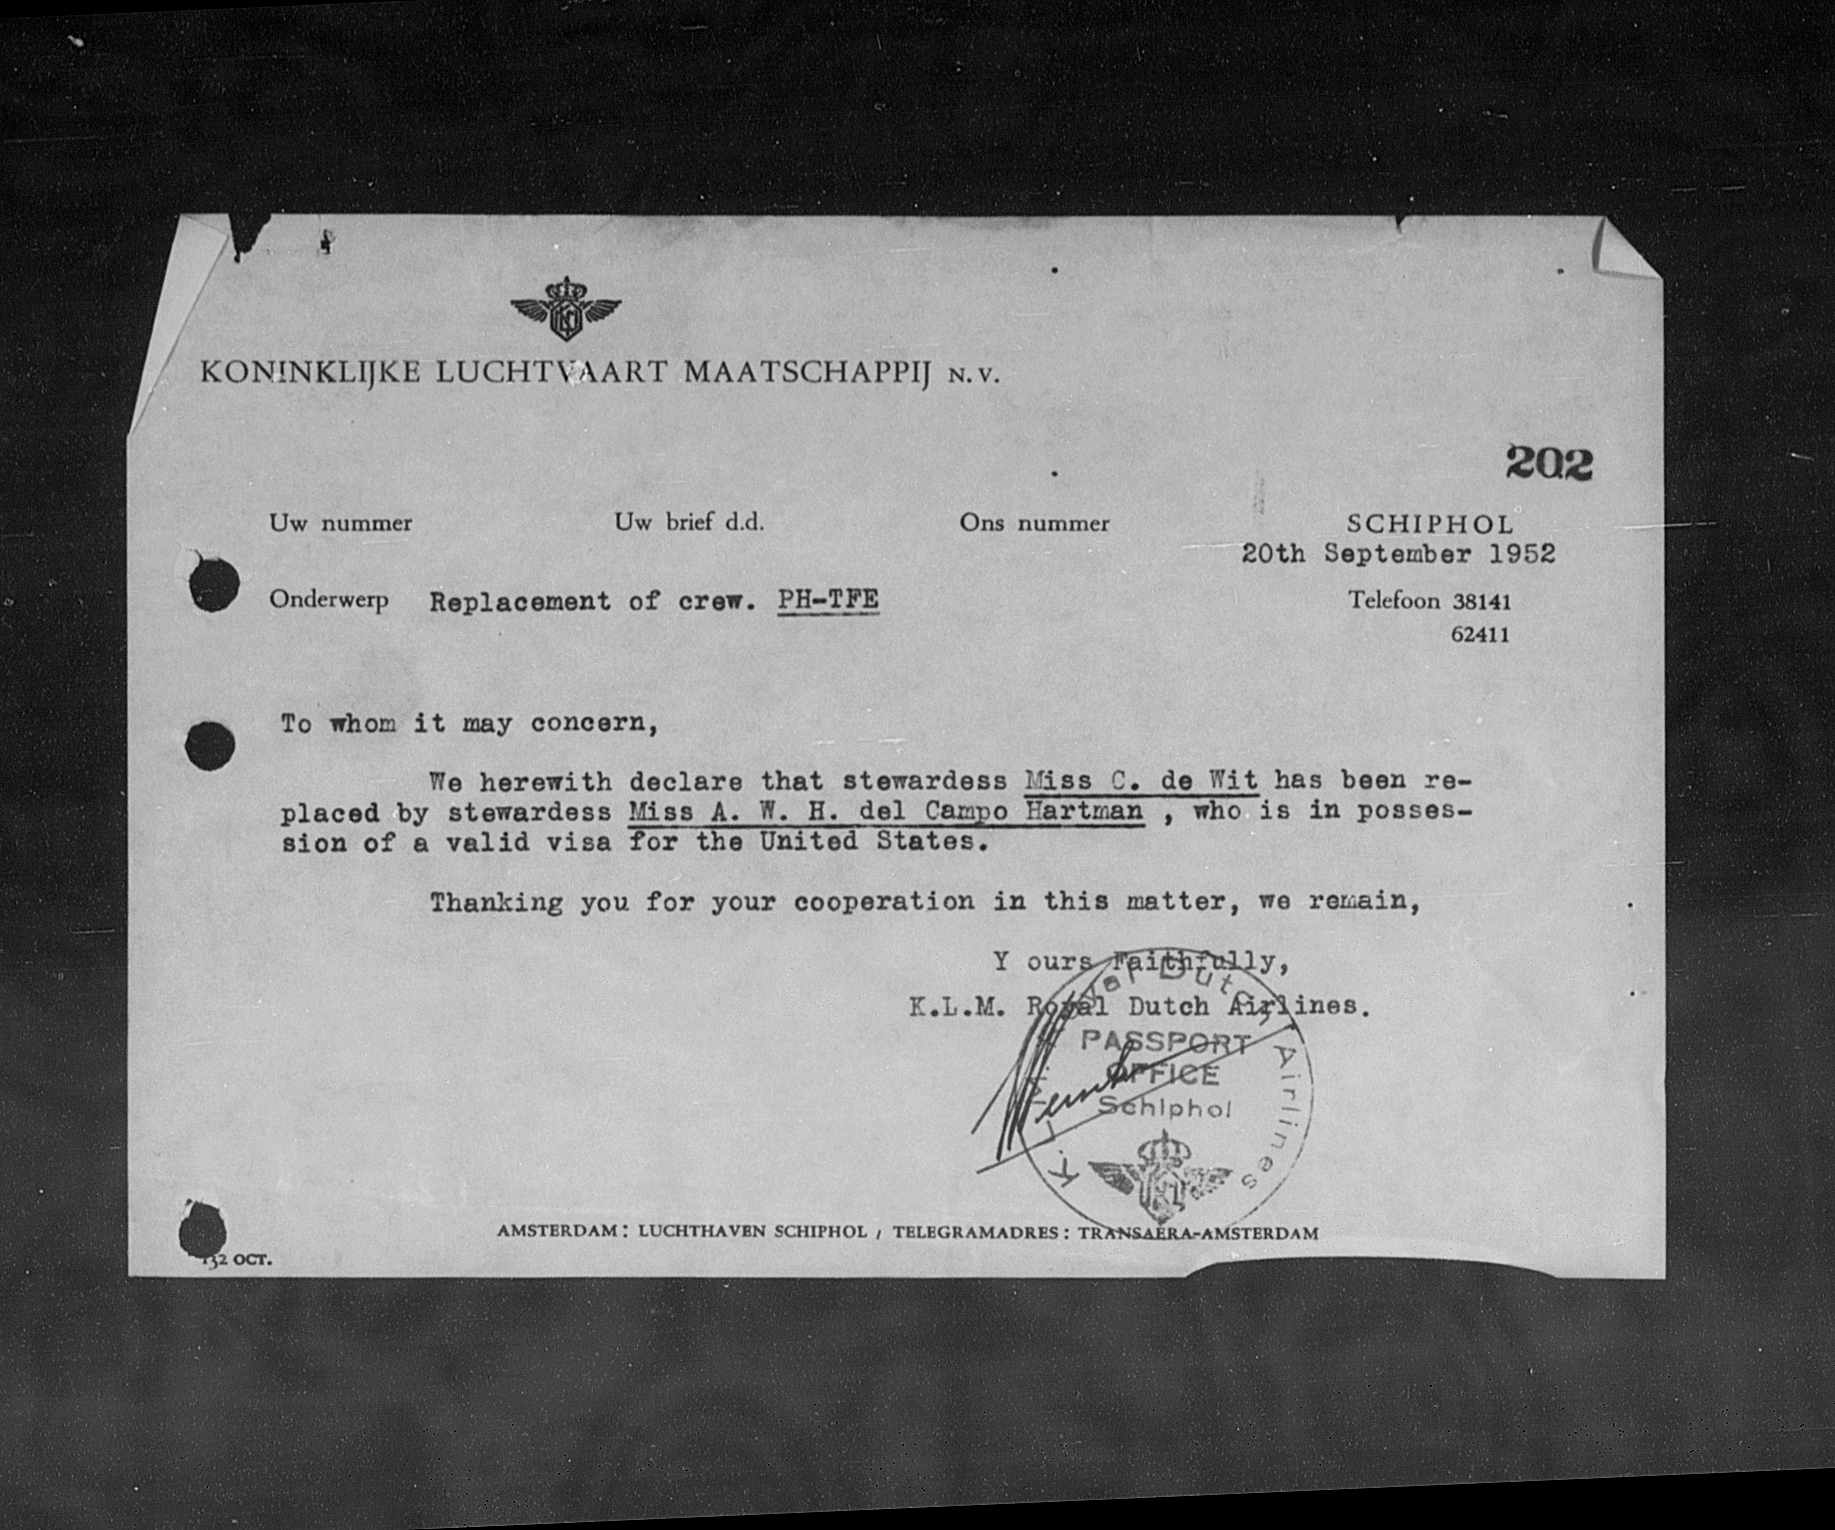 KONINKLIJKE LUCHTVAART MAATSCHAPPIJ N.V.
202
Uw nummer Uw brief d.d. Ons nummer SCHIPHOL
20th September 1952
Onderwerp Replacement of crew. PH-TFE Telefoon 38141
62411
To whom it may concern,
We herewith declare that stewardess Miss C. de Wit has been re-
placed by stewardess Miss A. W. H. del Campo Hartman , who is in posses-
sion of a valid visa for the United States.
Thanking you for your cooperation in this matter, we remain,
Y ours Faithfully,
K.L.M. Royal Dutch Airlines.
K.L.M. Royal Dutch Airlines
PASSPORT
OFFICE
Schiphol
AMSTERDAM: LUCHTHAVEN SCHIPHOL / TELEGRAMADRES: TRANSAERA-AMSTERDAM
132 OCT.